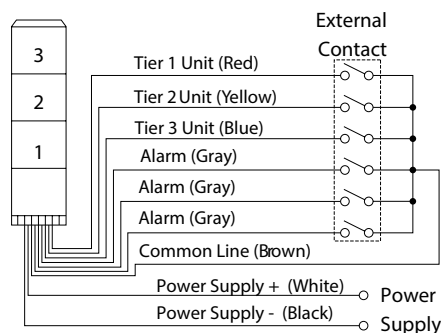 External
Contact
3
2
1
Tier 1 Unit (Red)
Tier 2 Unit (Yellow)
Tier 3 Unit (Blue)
Alarm (Gray)
Alarm (Gray)
Alarm (Gray)
Common Line (Brown)
Power Supply + (White)
Power Supply - (Black)
Power
Supply